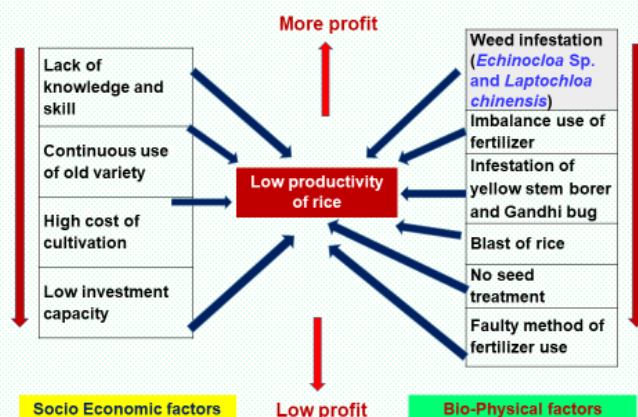 More profit
Lack of
knowledge and
skill
Continuous use
of old variety
High cost of
cultivation
Low investment
capacity
Low productivity
of rice
Weed infestation
(Echinocloa Sp.
and Laptochloa
chinensis)
Imbalance use of
fertilizer
Infestation of
yellow stem borer
and Gandhi bug
Blast of rice
No seed
treatment
Faulty method of
fertilizer use
Socio Economic factors
Low profit
Bio-Physical factors